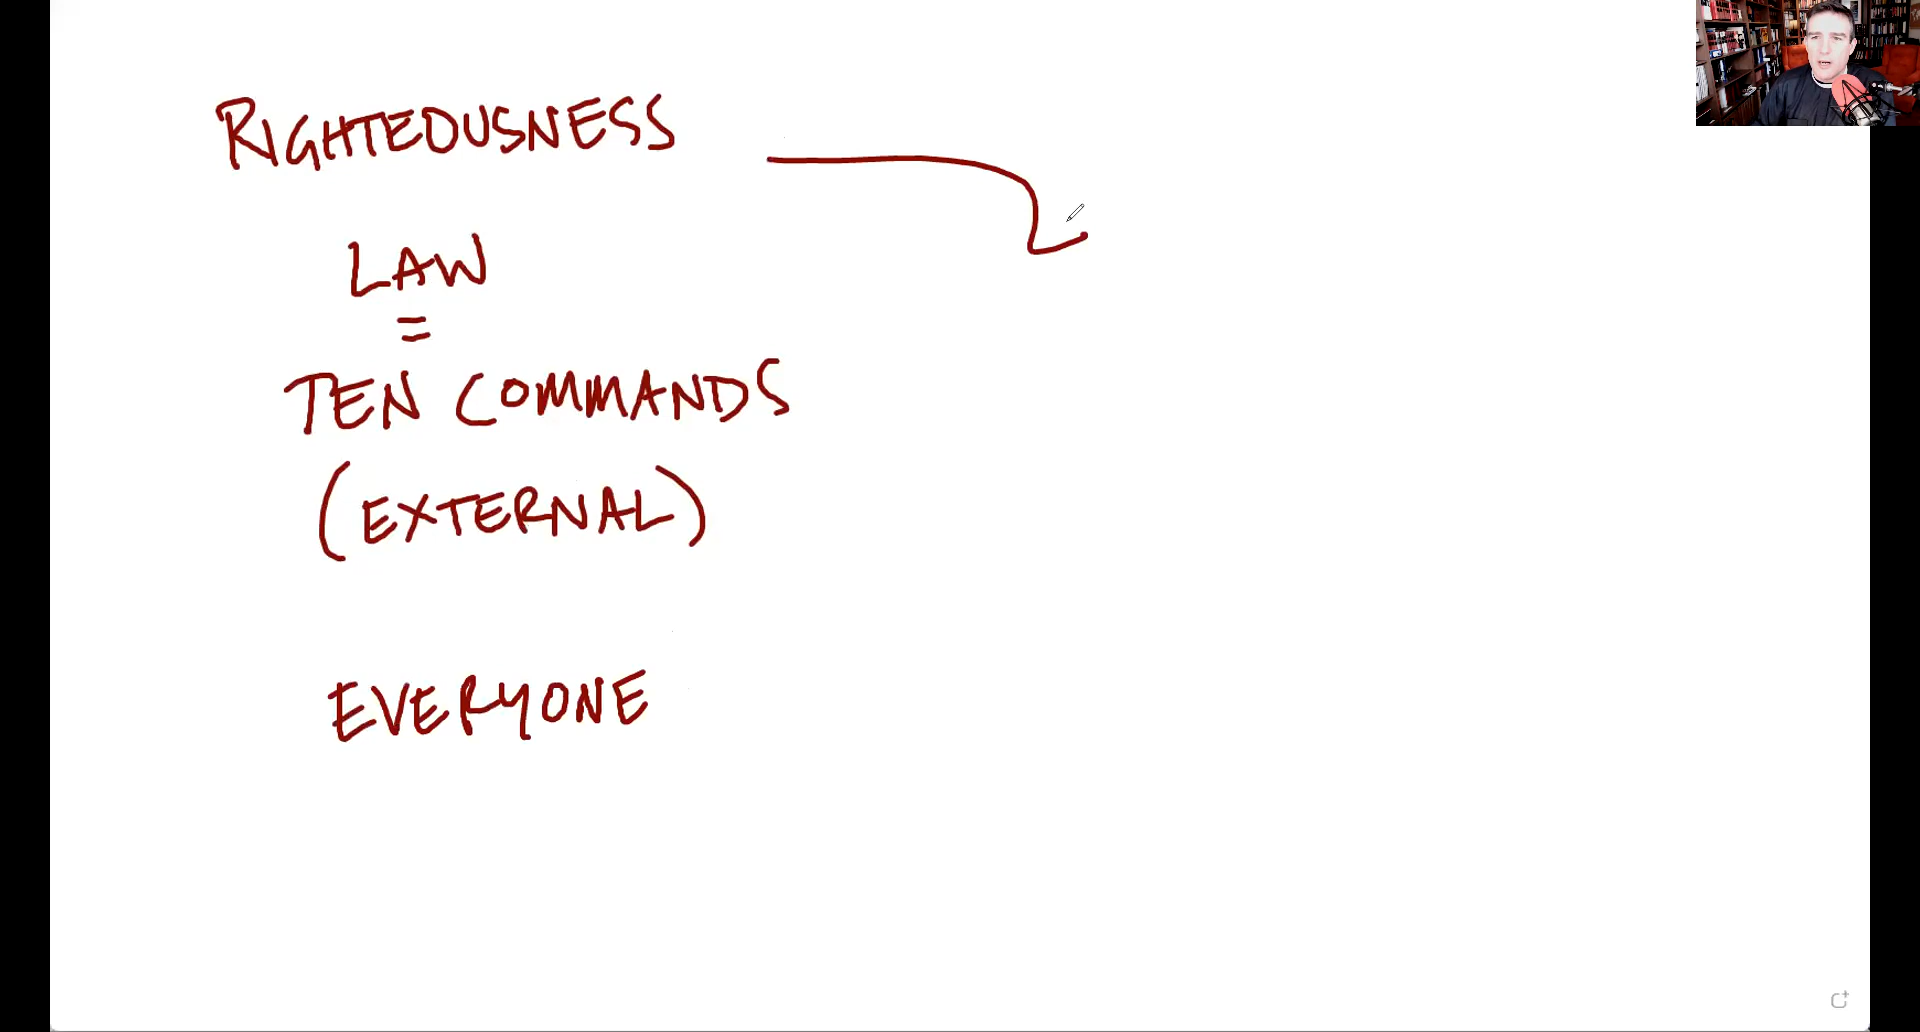 RIGHTEOUSNESS
LAW
=
TEN COMMANDS
(EXTERNAL)
EVERYONE